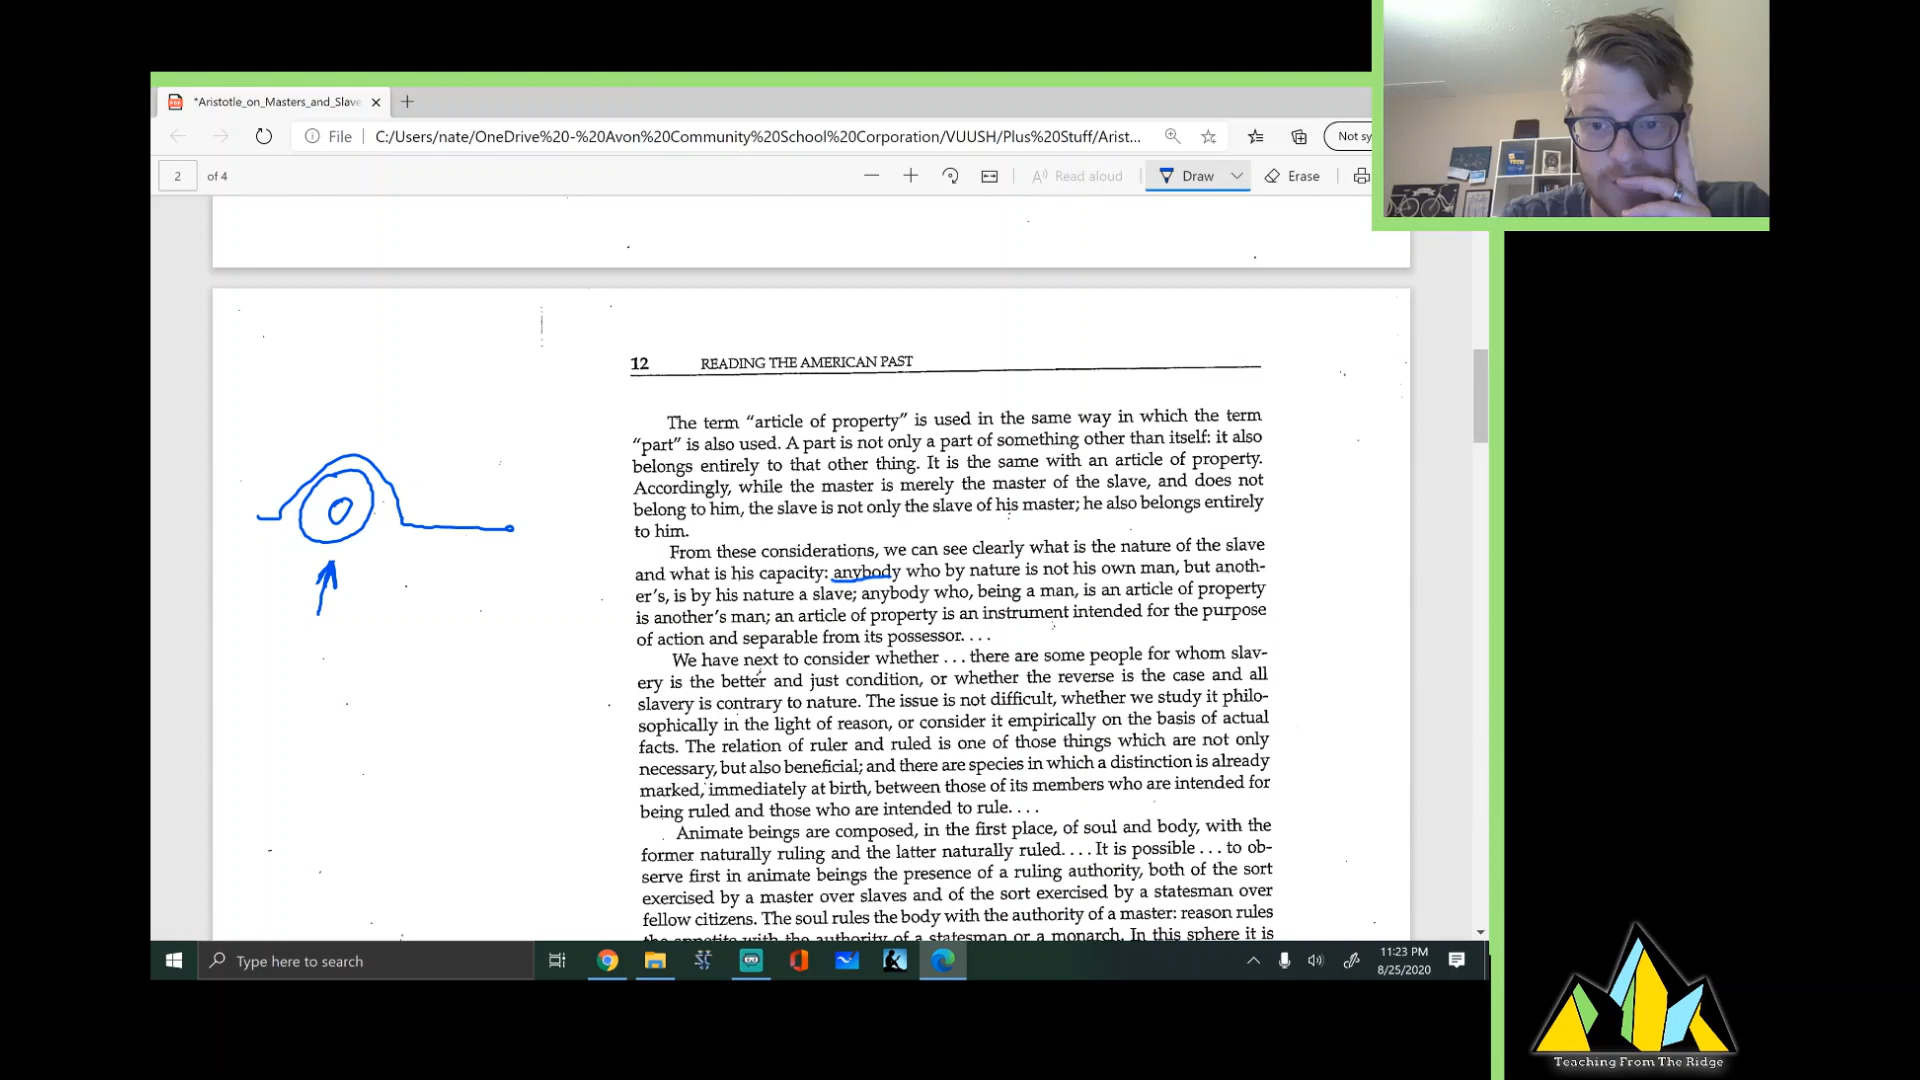 *Aristotle_on_Masters_and_Slave
File
C:/Users/nate/OneDrive%20-%20Avon%20Community%20School%20Corporation/VUUSH/Plus%20Stuff/Arist...
Not sy
2
of 4
Read aloud
Draw
Erase
12 READING THE AMERICAN PAST
The term “article of property” is used in the same way in which the term
“part” is also used. A part is not only a part of something other than itself: it also
belongs entirely to that other thing. It is the same with an article of property.
Accordingly, while the master is merely the master of the slave, and does not
belong to him, the slave is not only the slave of his master; he also belongs entirely
to him.
From these considerations, we can see clearly what is the nature of the slave
and what is his capacity: anybody who by nature is not his own man, but anoth-
er’s, is by his nature a slave; anybody who, being a man, is an article of property
is another’s man; an article of property is an instrument intended for the purpose
of action and separable from its possessor. . . .
We have next to consider whether . . . there are some people for whom slav-
ery is the better and just condition, or whether the reverse is the case and all
slavery is contrary to nature. The issue is not difficult, whether we study it philo-
sophically in the light of reason, or consider it empirically on the basis of actual
facts. The relation of ruler and ruled is one of those things which are not only
necessary, but also beneficial; and there are species in which a distinction is already
marked, immediately at birth, between those of its members who are intended for
being ruled and those who are intended to rule. . . .
Animate beings are composed, in the first place, of soul and body, with the
former naturally ruling and the latter naturally ruled. . . . It is possible . . . to ob-
serve first in animate beings the presence of a ruling authority, both of the sort
exercised by a master over slaves and of the sort exercised by a statesman over
fellow citizens. The soul rules the body with the authority of a master: reason rules
the appetite with the authority of a statesman or a monarch. In this sphere it is
Type here to search
11:23 PM
8/25/2020
Teaching From The Ridge